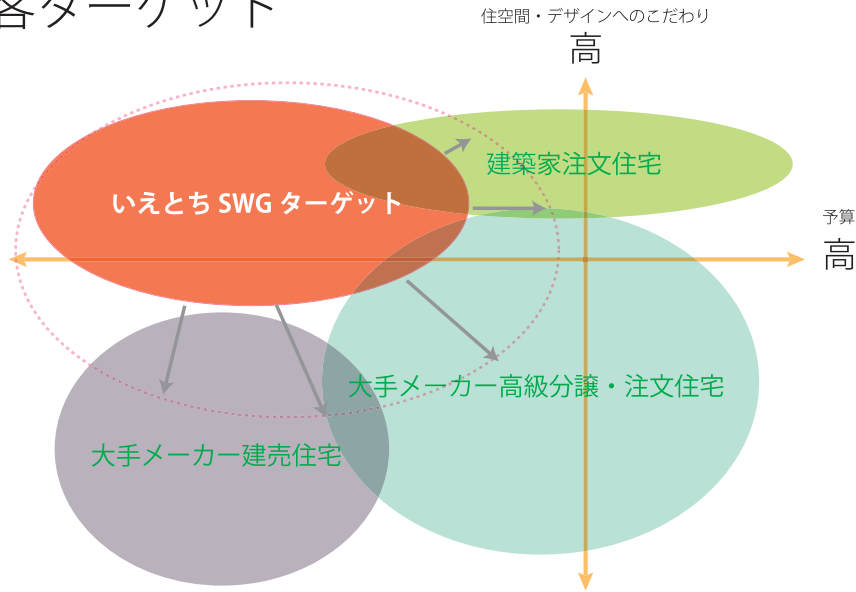 客ターゲット
住空間・デザインへのこだわり
高
建築家注文住宅
いえとち SWG ターゲット
予算
高
大手メーカー高級分譲・注文住宅
大手メーカー建売住宅